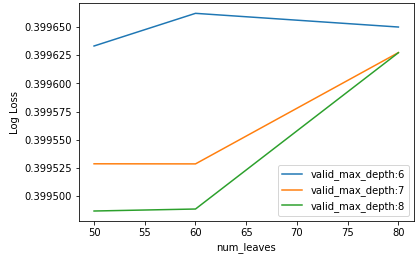 0.399650
0.399625
0.399600
0.399575
0.399550
0.399525
0.399500
Log Loss
50
55
60
65
70
75
80
num_leaves
valid_max_depth:6
valid_max_depth:7
valid_max_depth:8